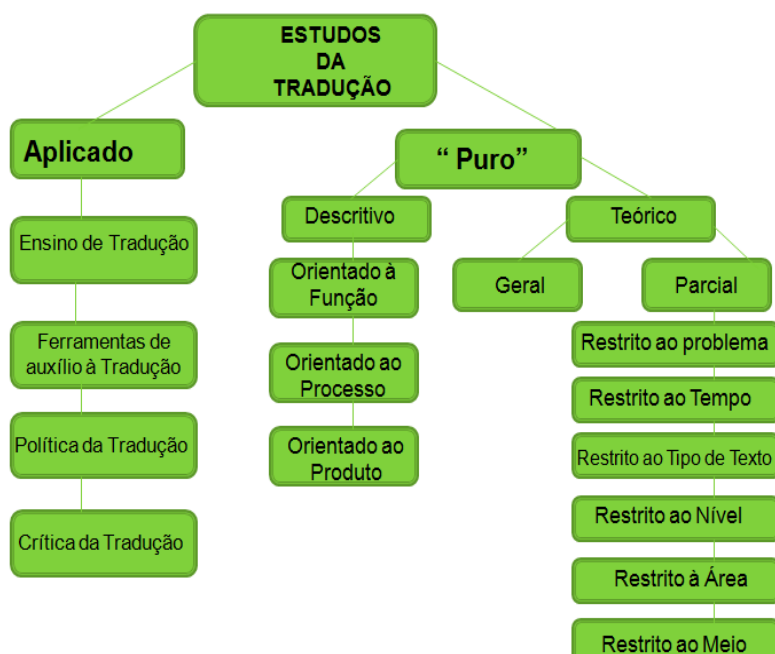 ESTUDOS
DA
TRADUÇÃO
Aplicado
Ensino de Tradução
Ferramentas de
auxílio à Tradução
Política da Tradução
Crítica da Tradução
“ Puro”
Descritivo
Orientado à
Função
Orientado ao
Processo
Orientado ao
Produto
Teórico
Geral
Parcial
Restrito ao problema
Restrito ao Tempo
Restrito ao Tipo de Texto
Restrito ao Nível
Restrito à Área
Restrito ao Meio